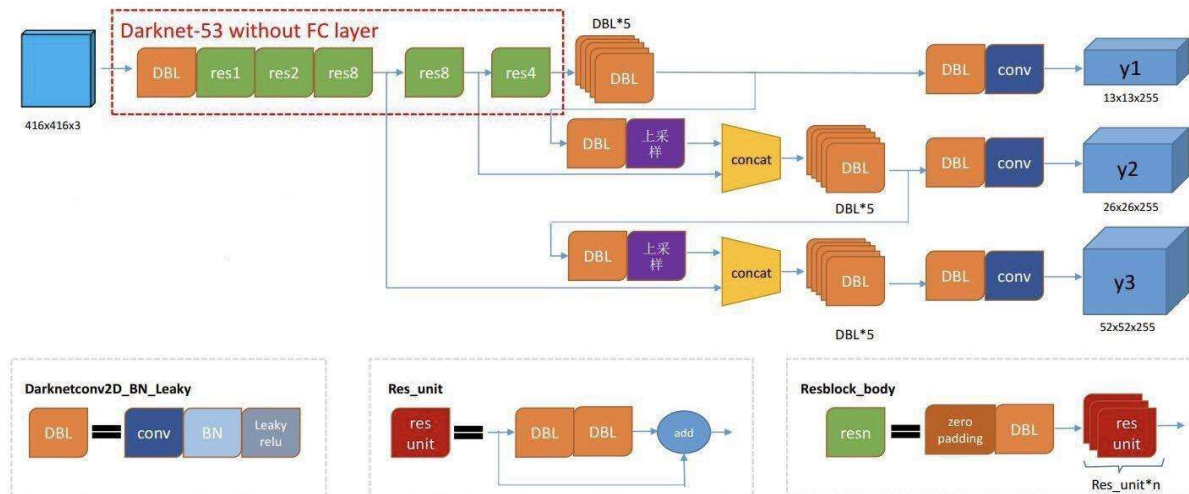 Darknet-53 without FC layer
DBL*5
DBL
res1
res2
res8
res8
res4
DBL
DBL
conv
y1
13x13x255
416x416x3
DBL
上采
样
concat
DBL
DBL*5
DBL
conv
y2
26x26x255
DBL
上采
样
concat
DBL
DBL*5
DBL
conv
y3
52x52x255
Darknetconv2D_BN_Leaky
DBL
conv
BN
Leaky
relu
Res_unit
res
unit
DBL
DBL
add
Resblock_body
resn
zero
padding
DBL
res
unit
Res_unit*n